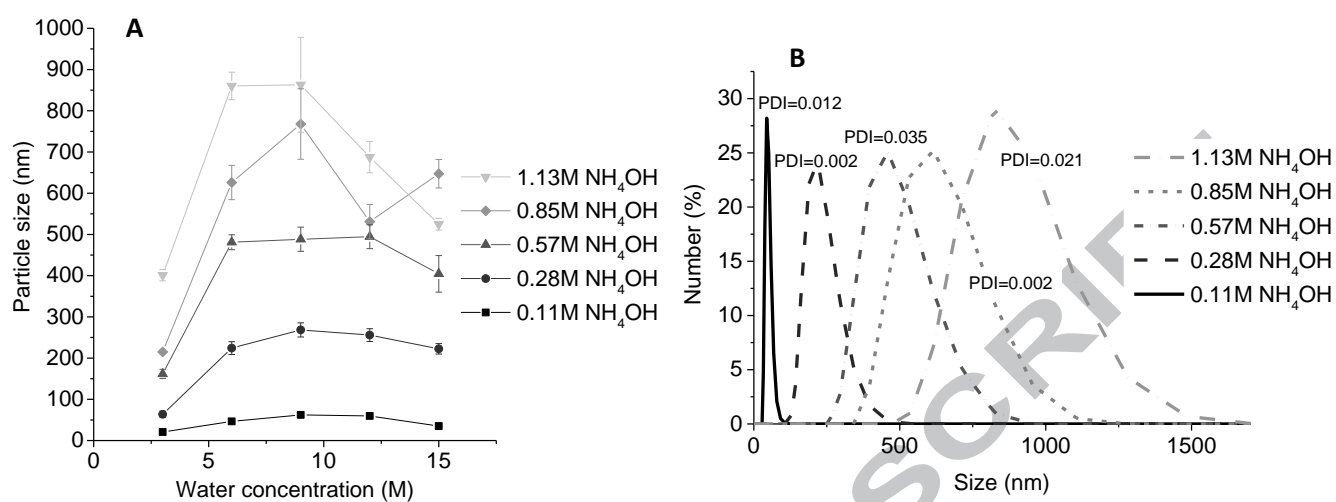 A
1000
900
800
700
600
500
400
300
200
100
0
0
5
10
15
Particle size (nm)
Water concentration (M)
1.13M NH₄OH
0.85M NH₄OH
0.57M NH₄OH
0.28M NH₄OH
0.11M NH₄OH
B
30
25
20
15
10
5
0
0
500
1000
1500
Number (%)
Size (nm)
PDI=0.012
PDI=0.035
PDI=0.002
PDI=0.021
PDI=0.002
1.13M NH₄OH
0.85M NH₄OH
0.57M NH₄OH
0.28M NH₄OH
0.11M NH₄OH
SCRI